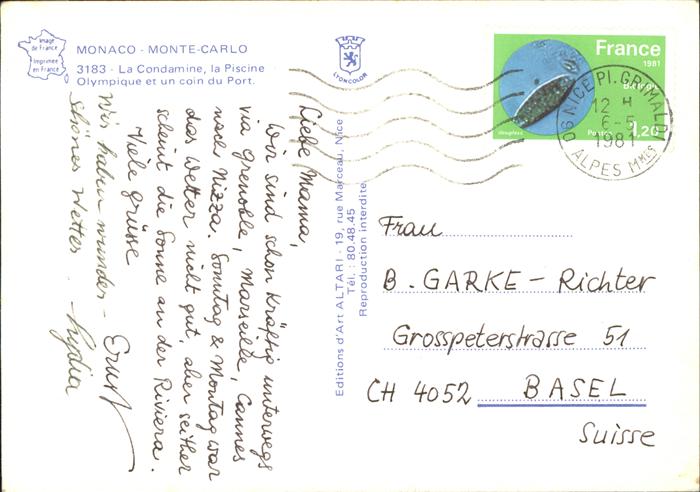 Image
de France
Imprimée
en France
MONACO - MONTE-CARLO
3183 - La Condamine, la Piscine
Olympique et un coin du Port.
LYONCOLOR
Liebe Mama,
Wir sind schon kräftig unterwegs
via Grenoble, Marseille, Cannes
nach Nizza. Sonntag & Montag war
das Wetter nicht gut, aber seither
scheint die Sonne an der Riviera.
Viele Grüsse
Ernst
Wir haben wunder-
schönes Wetter.
Lydia
Editions d'Art ALTARI - 19, rue Marceau, Nice
Tél. : 80.48.45
Reproduction interdite
France
1981
Postes
1,20
06 NICE PL. GRIMALDI
12 H
6-5
1981
ALPES MMES
Frau
B. GARKE - Richter
Grosspeterstrasse 51
CH 4052 BASEL
Suisse